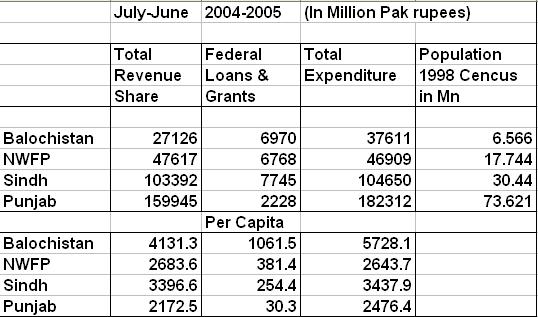 July-June 2004-2005 (In Million Pak rupees)
Total Federal Total Population
Revenue Loans & Expenditure 1998 Cencus
Share Grants in Mn
Balochistan 27126 6970 37611 6.566
NWFP 47617 6768 46909 17.744
Sindh 103392 7745 104650 30.44
Punjab 159945 2228 182312 73.621
Per Capita
Balochistan 4131.3 1061.5 5728.1
NWFP 2683.6 381.4 2643.7
Sindh 3396.6 254.4 3437.9
Punjab 2172.5 30.3 2476.4